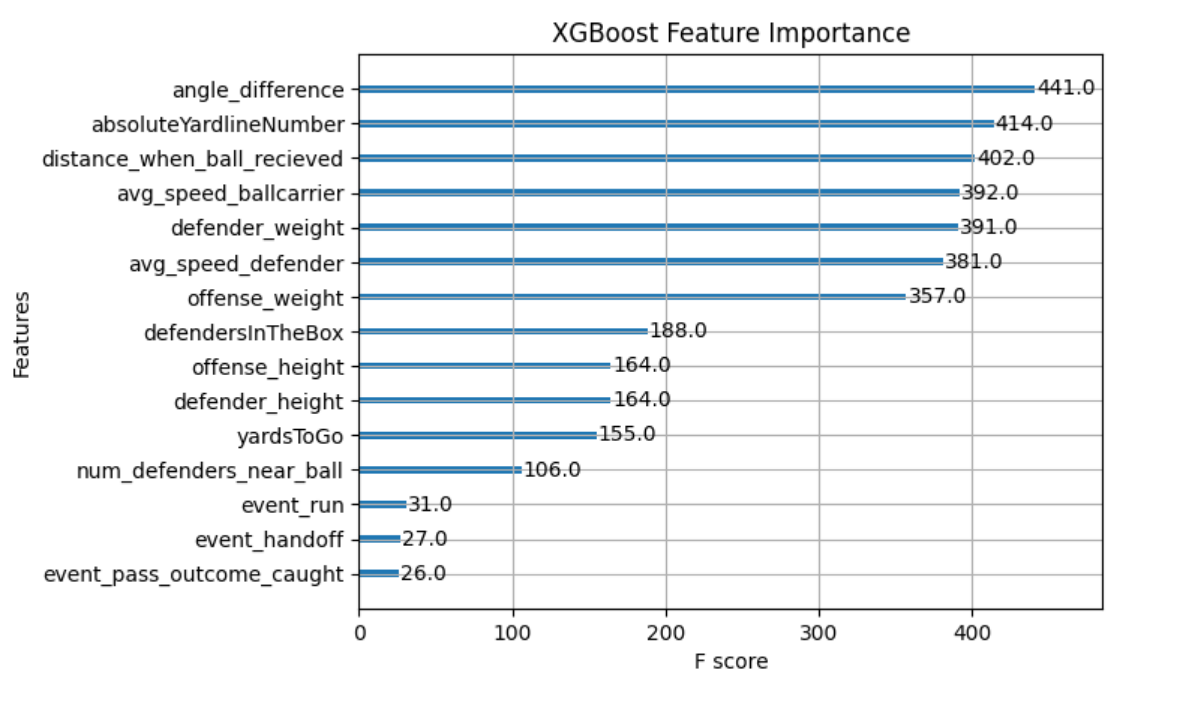 XGBoost Feature Importance
angle_difference 441.0
absoluteYardlineNumber 414.0
distance_when_ball_recieved 402.0
avg_speed_ballcarrier 392.0
defender_weight 391.0
avg_speed_defender 381.0
offense_weight 357.0
defendersInTheBox 188.0
offense_height 164.0
defender_height 164.0
yardsToGo 155.0
num_defenders_near_ball 106.0
event_run 31.0
event_handoff 27.0
event_pass_outcome_caught 26.0
Features
0 100 200 300 400
F score